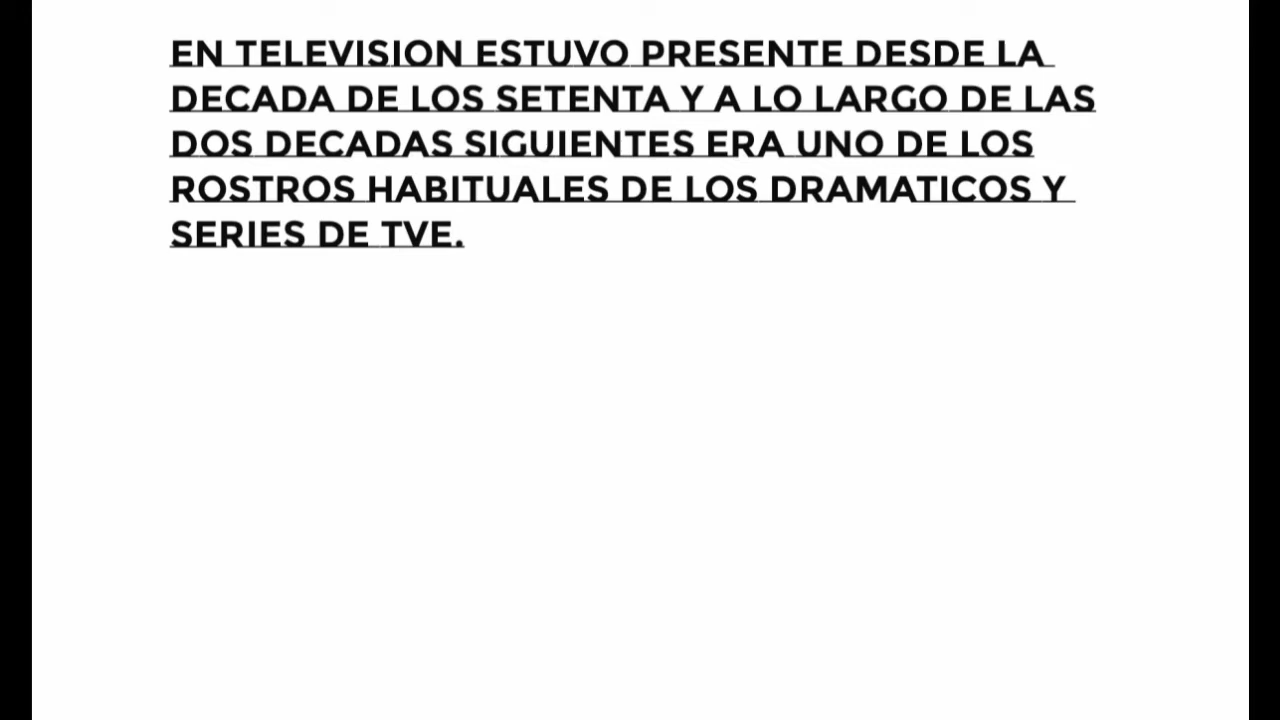 EN TELEVISION ESTUVO PRESENTE DESDE LA
DECADA DE LOS SETENTA Y A LO LARGO DE LAS
DOS DECADAS SIGUIENTES ERA UNO DE LOS
ROSTROS HABITUALES DE LOS DRAMATICOS Y
SERIES DE TVE.